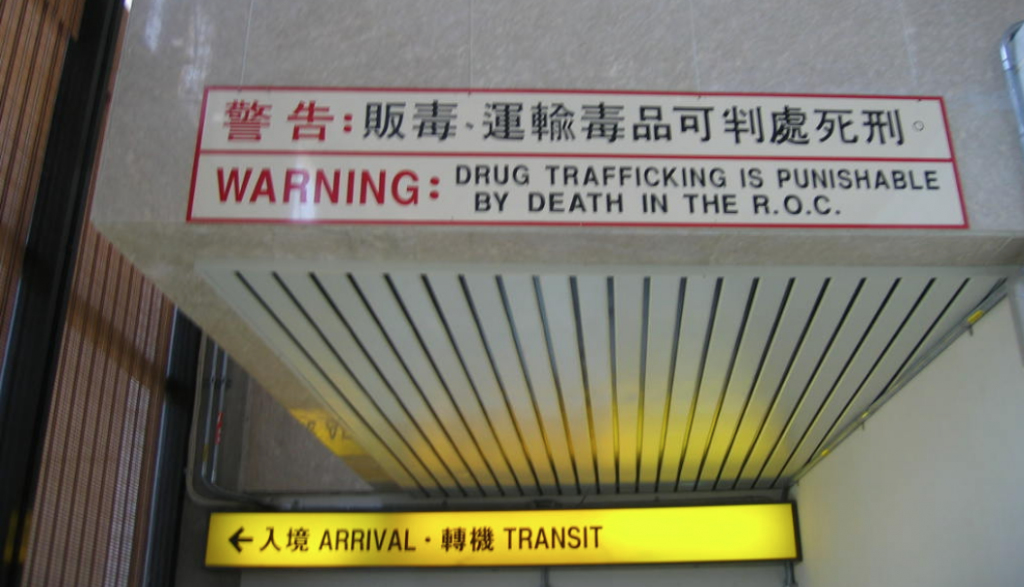 警告:販毒、運輸毒品可判處死刑。
WARNING: DRUG TRAFFICKING IS PUNISHABLE
BY DEATH IN THE R.O.C.
←入境 ARRIVAL·轉機 TRANSIT